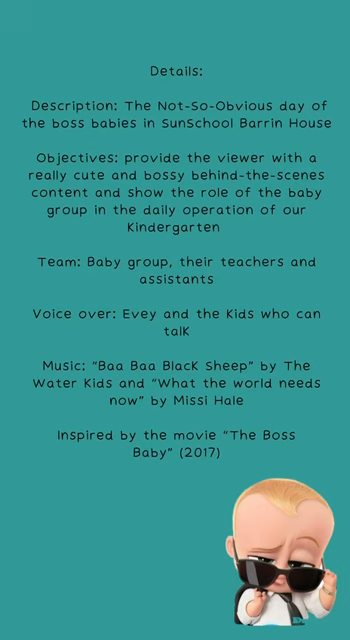 Details:
Description: The Not-So-Obvious day of
the boss babies in SunSchool Barrin House
Objectives: provide the viewer with a
really cute and bossy behind-the-scenes
content and show the role of the baby
group in the daily operation of our
Kindergarten
Team: Baby group, their teachers and
assistants
Voice over: Evey and the Kids who can
talK
Music: “Baa Baa BlacK Sheep” by The
Water Kids and “What the world needs
now” by Missi Hale
Inspired by the movie “The Boss
Baby” (2017)